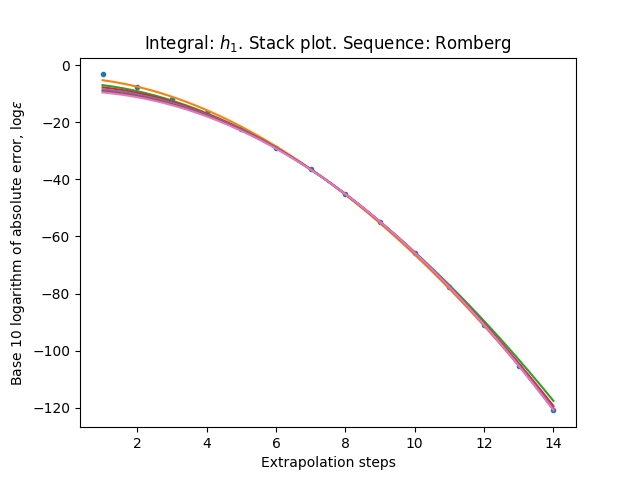 Integral: h₁. Stack plot. Sequence: Romberg
Base 10 logarithm of absolute error, logε
0
−20
−40
−60
−80
−100
−120
2 4 6 8 10 12 14
Extrapolation steps